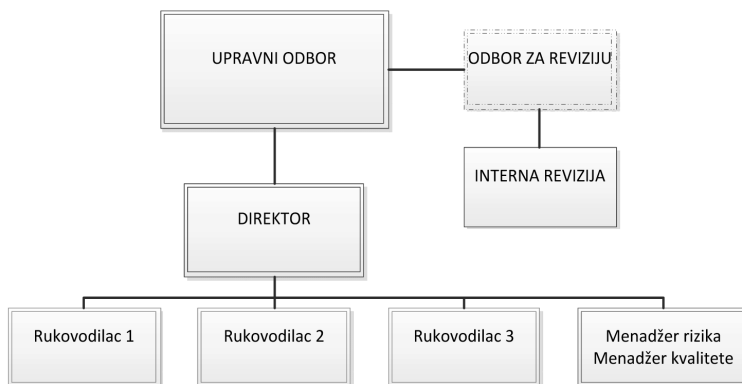 UPRAVNI ODBOR
ODBOR ZA REVIZIJU
INTERNA REVIZIJA
DIREKTOR
Rukovodilac 1
Rukovodilac 2
Rukovodilac 3
Menadžer rizika
Menadžer kvalitete